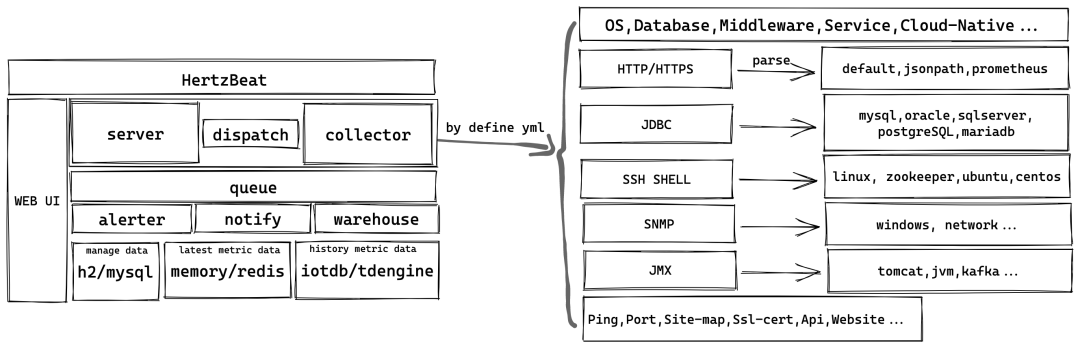 HertzBeat
WEB UI
server
dispatch
collector
queue
alerter
notify
warehouse
manage data
h2/mysql
latest metric data
memory/redis
history metric data
iotdb/tdengine
by define yml
OS,Database,Middleware,Service,Cloud-Native...
HTTP/HTTPS
parse
default,jsonpath,prometheus
JDBC
mysql,oracle,sqlserver,
postgreSQL,mariadb
SSH SHELL
linux, zookeeper,ubuntu,centos
SNMP
windows, network...
JMX
tomcat,jvm,kafka...
Ping,Port,Site-map,Ssl-cert,Api,Website...